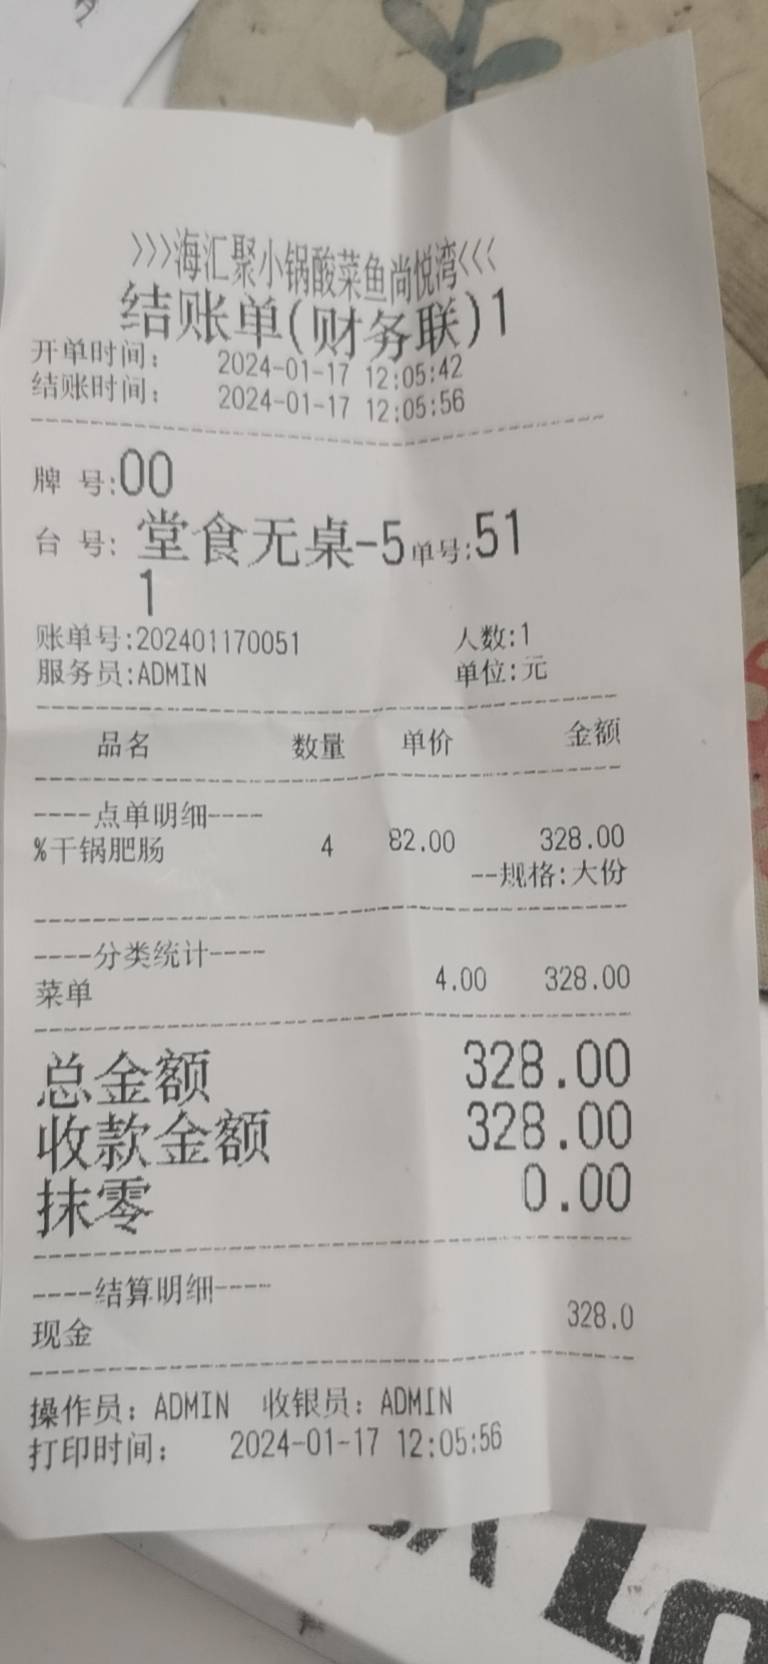 >>>海汇聚小锅酸菜鱼尚悦湾<<<
结账单(财务联)1
开单时间: 2024-01-17 12:05:42
结账时间: 2024-01-17 12:05:56
牌 号:00
台 号: 堂食无桌-5单号:51
1
账单号:202401170051 人数:1
服务员:ADMIN 单位:元
品名 数量 单价 金额
----点单明细----
%干锅肥肠 4 82.00 328.00
--规格:大份
----分类统计----
菜单 4.00 328.00
总金额 328.00
收款金额 328.00
抹零 0.00
----结算明细----
现金 328.0
操作员: ADMIN 收银员: ADMIN
打印时间: 2024-01-17 12:05:56